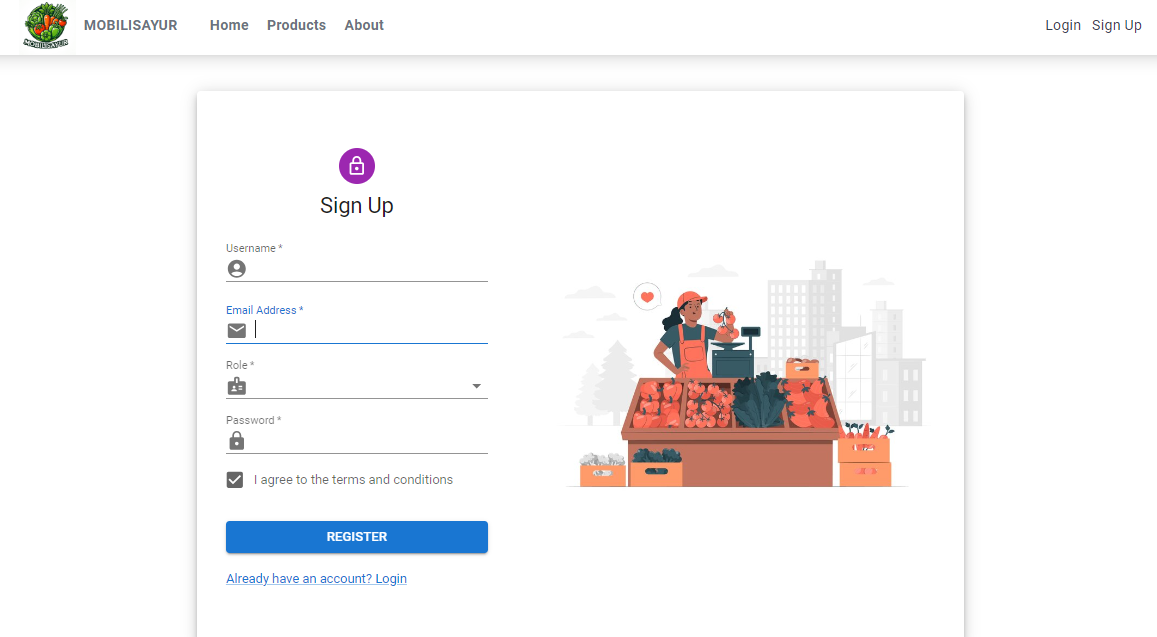 MOBILISAYUR
MOBILISAYUR Home Products About Login Sign Up
Sign Up
Username *
Email Address *
Role *
Password *
I agree to the terms and conditions
REGISTER
Already have an account? Login